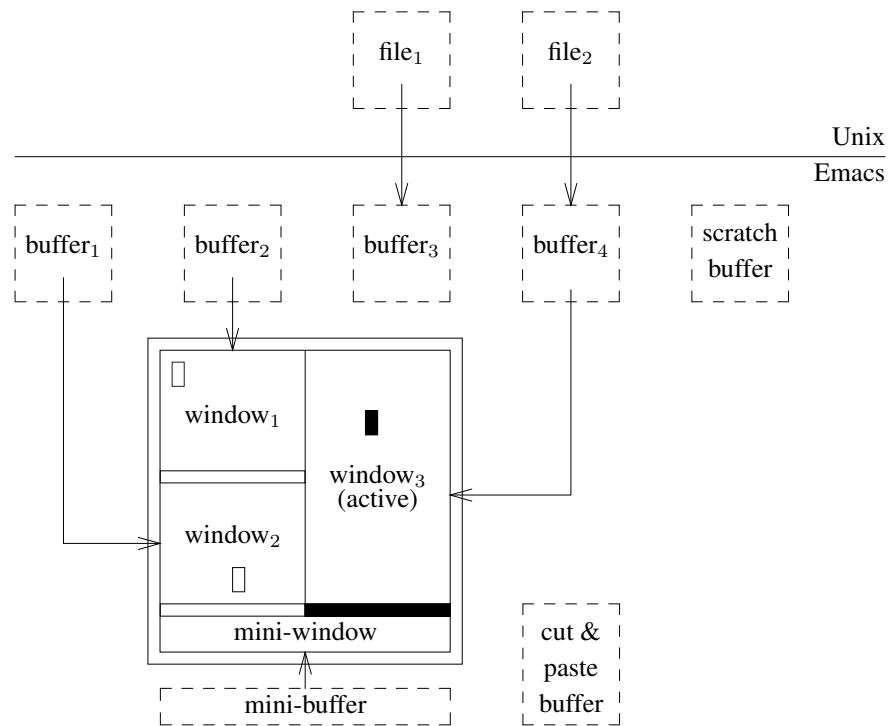 file₁ file₂
Unix
Emacs
buffer₁ buffer₂ buffer₃ buffer₄ scratch
buffer
window₁
window₃
(active)
window₂
mini-window
mini-buffer
cut &
paste
buffer